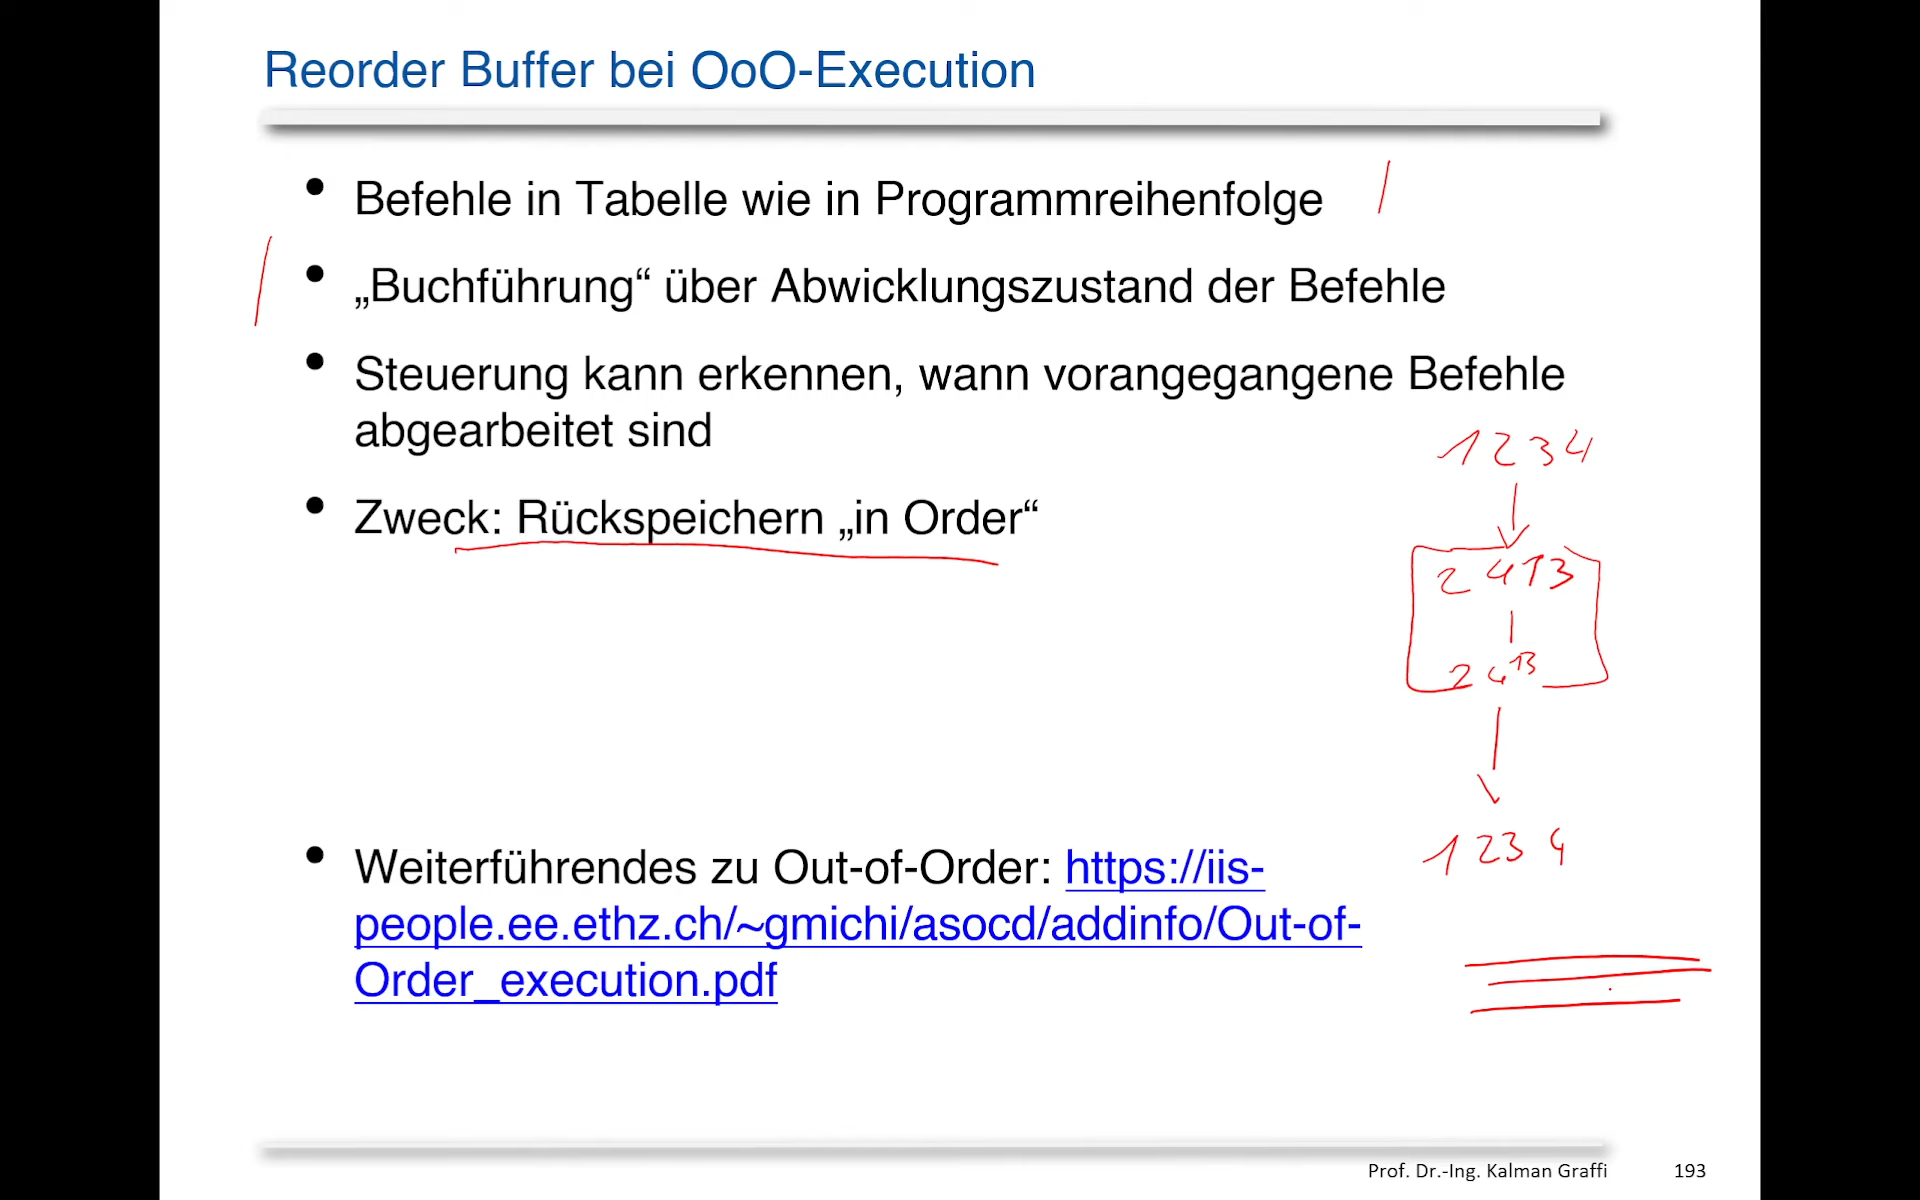 Reorder Buffer bei OoO-Execution
• Befehle in Tabelle wie in Programmreihenfolge
• „Buchführung“ über Abwicklungszustand der Befehle
• Steuerung kann erkennen, wann vorangegangene Befehle
abgearbeitet sind
1 2 3 4
• Zweck: Rückspeichern „in Order“
2 4 1 3
2 4 1 3
1 2 3 4
• Weiterführendes zu Out-of-Order: https://iis-
people.ee.ethz.ch/~gmichi/asocd/addinfo/Out-of-
Order_execution.pdf
Prof. Dr.-Ing. Kalman Graffi 193